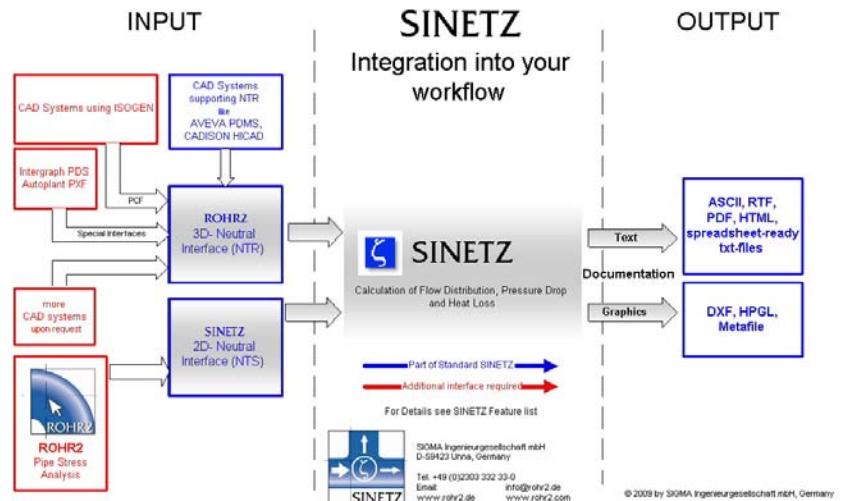 INPUT
SINETZ
Integration into your
workflow
OUTPUT
CAD Systems using ISOGEN
CAD Systems
supporting NTR
like
AVEVA PDMS,
CADISON HICAD
Intergraph PDS
Autoplant PXF
PCF
Special Interfaces
ROHR2
3D- Neutral
Interface (NTR)
more
CAD systems
upon request
SINETZ
2D- Neutral
Interface (NTS)
ROHR2
ROHR2
Pipe Stress
Analysis
ζ SINETZ
Calculation of Flow Distribution, Pressure Drop
and Heat Loss
Text
Documentation
Graphics
ASCII, RTF,
PDF, HTML,
spreadsheet-ready
txt-files
DXF, HPGL,
Metafile
Part of Standard SINETZ
Additional interface required
For Details see SINETZ Feature list
ζ
SINETZ
SIGMA Ingenieurgesellschaft mbH
D-59423 Unna, Germany
Tel. +49 (0)2303 332 33-0
Email: info@rohr2.de
www.rohr2.de www.rohr2.com
© 2009 by SIGMA Ingenieurgesellschaft mbH, Germany